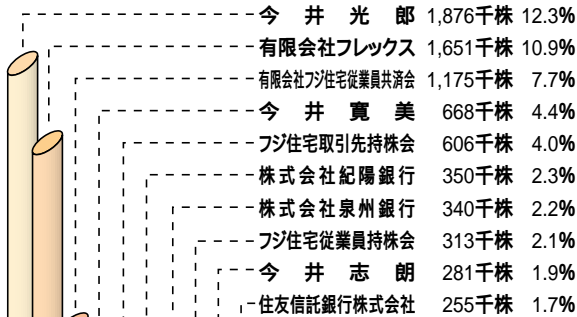 今井光郎 1,876千株 12.3%
有限会社フレックス 1,651千株 10.9%
有限会社フジ住宅従業員共済会 1,175千株 7.7%
今井寛美 668千株 4.4%
フジ住宅取引先持株会 606千株 4.0%
株式会社紀陽銀行 350千株 2.3%
株式会社泉州銀行 340千株 2.2%
フジ住宅従業員持株会 313千株 2.1%
今井志朗 281千株 1.9%
住友信託銀行株式会社 255千株 1.7%